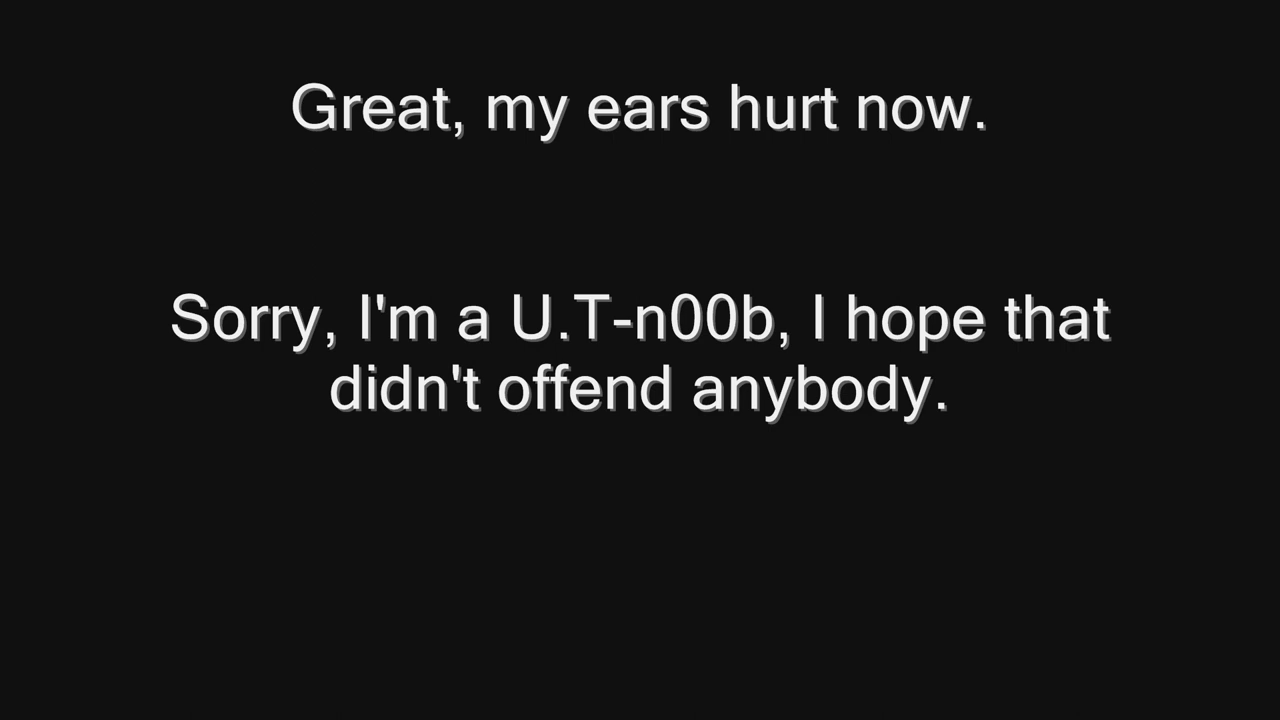 Great, my ears hurt now.
Sorry, I'm a U.T-n00b, I hope that
didn't offend anybody.